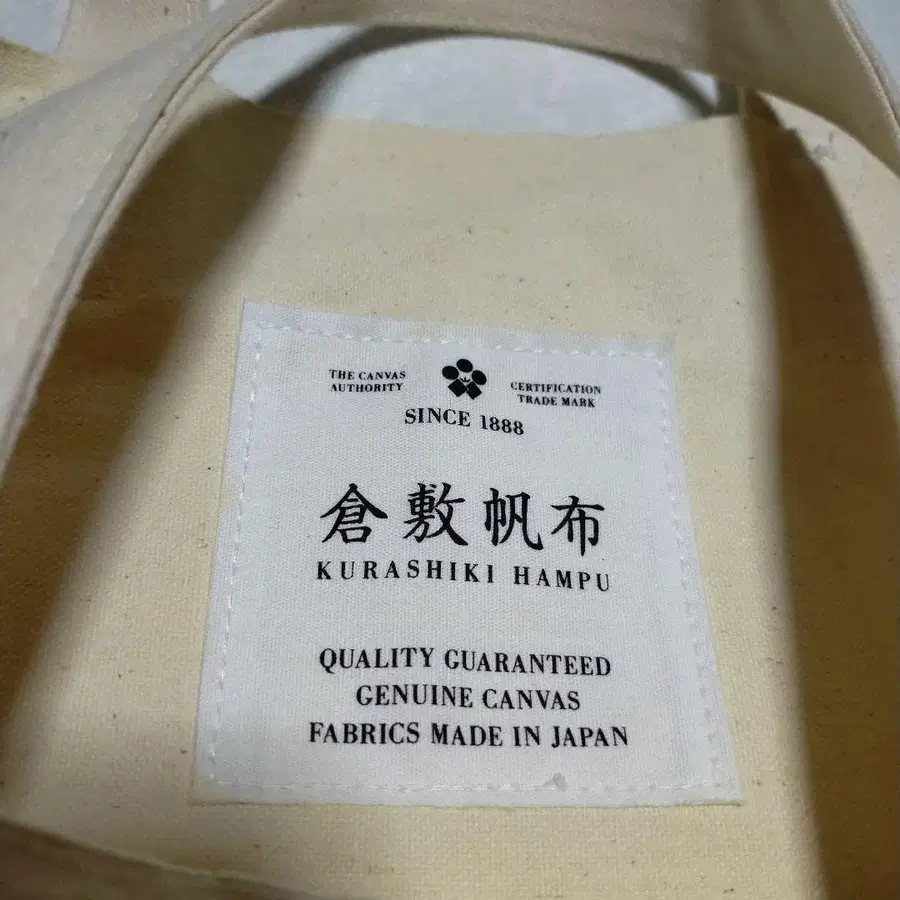 THE CANVAS
AUTHORITY
CERTIFICATION
TRADE MARK
SINCE 1888
倉敷帆布
KURASHIKI HAMPU
QUALITY GUARANTEED
GENUINE CANVAS
FABRICS MADE IN JAPAN